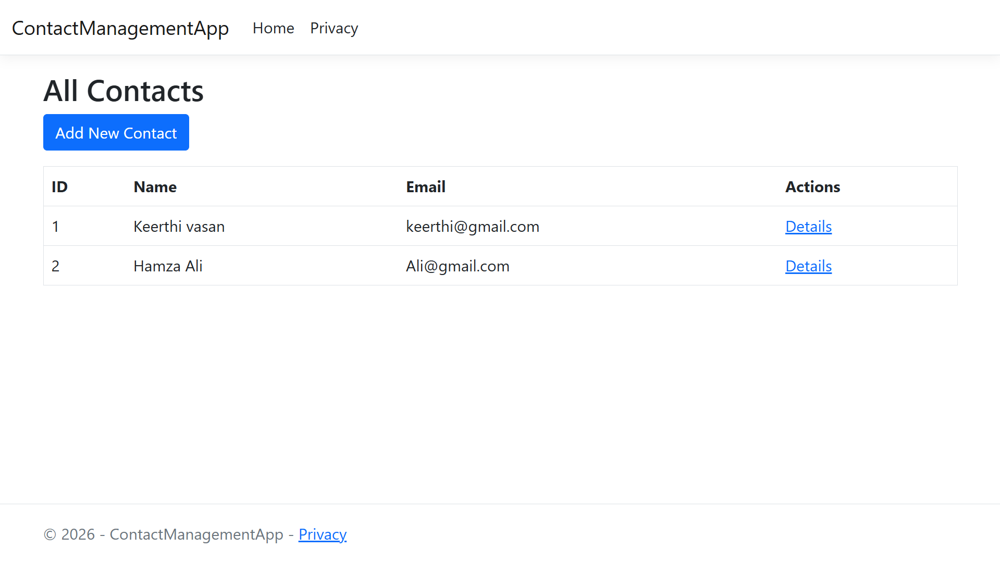 ContactManagementApp Home Privacy
All Contacts
Add New Contact
ID Name Email Actions
1 Keerthi vasan keerthi@gmail.com Details
2 Hamza Ali Ali@gmail.com Details
© 2026 - ContactManagementApp - Privacy